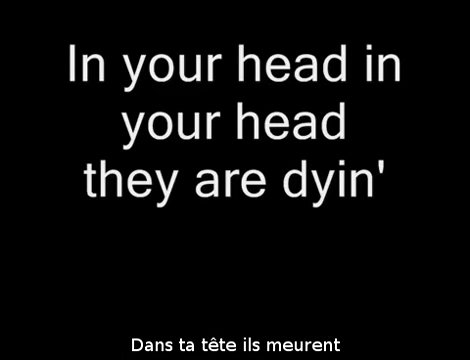 In your head in
your head
they are dyin'
Dans ta tête ils meurent